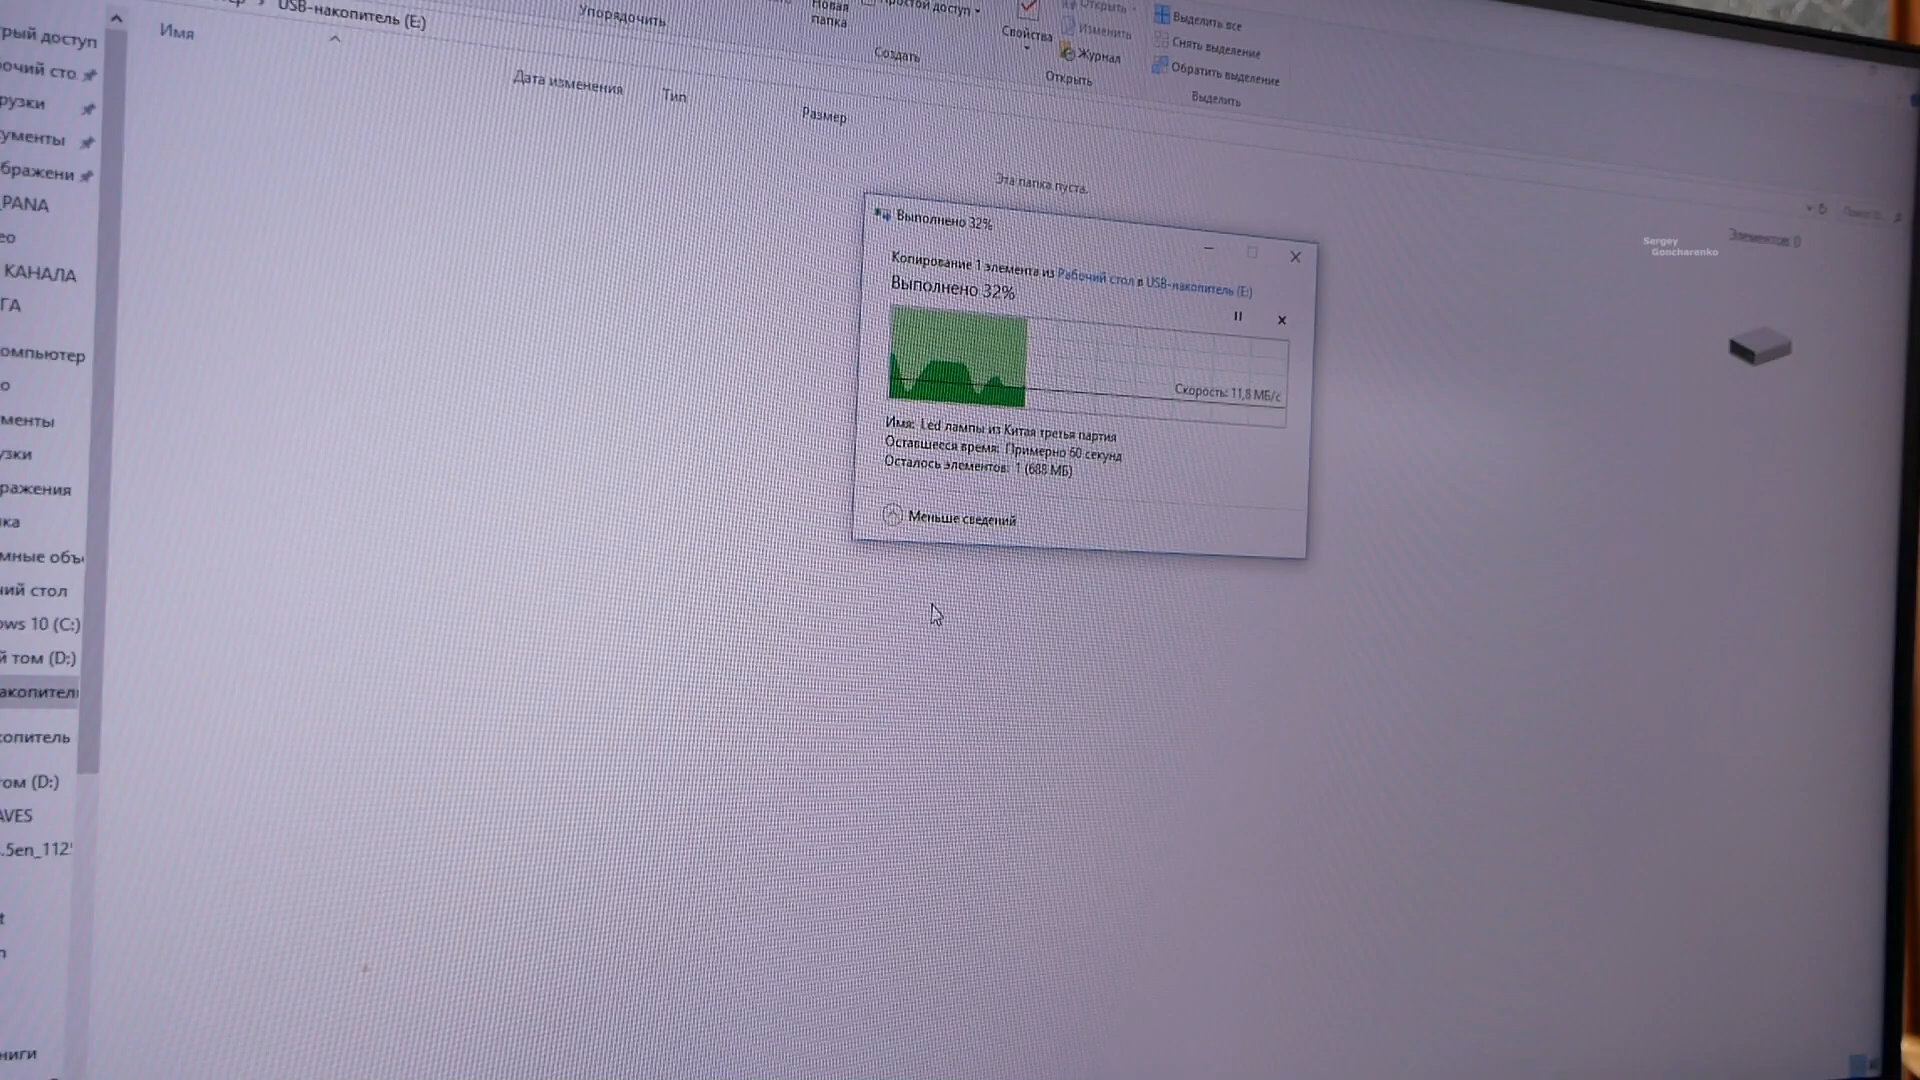 USB-накопитель (E:)
Упорядочить
Новая
папка
Простой доступ
Создать
Свойства
Открыть
Изменить
Журнал
Открыть
Выделить все
Снять выделение
Обратить выделение
Выделить
Имя
Дата изменения
Тип
Размер
Эта папка пуста.
Элементов: 0
Sergey
Goncharenko
Выполнено 32%
Копирование 1 элемента из Рабочий стол в USB-накопитель (E:)
Выполнено 32%
Скорость: 11,8 МБ/с
Имя: Led лампы из Китая третья партия
Оставшееся время: Примерно 60 секунд
Осталось элементов: 1 (688 МБ)
Меньше сведений
рый доступ
очий сто
рузки
ументы
бражени
_PANA
ео
КАНАЛА
ГА
омпьютер
о
менты
узки
ражения
ка
мные объ
ий стол
ows 10 (C:)
й том (D:)
акопител
копитель
ом (D:)
AVES
.5en_112
t
n
ниги